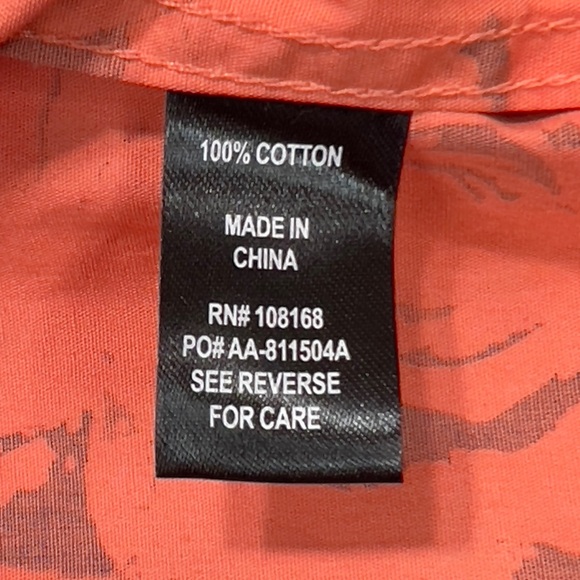 100% COTTON
MADE IN
CHINA
RN# 108168
PO# AA-811504A
SEE REVERSE
FOR CARE